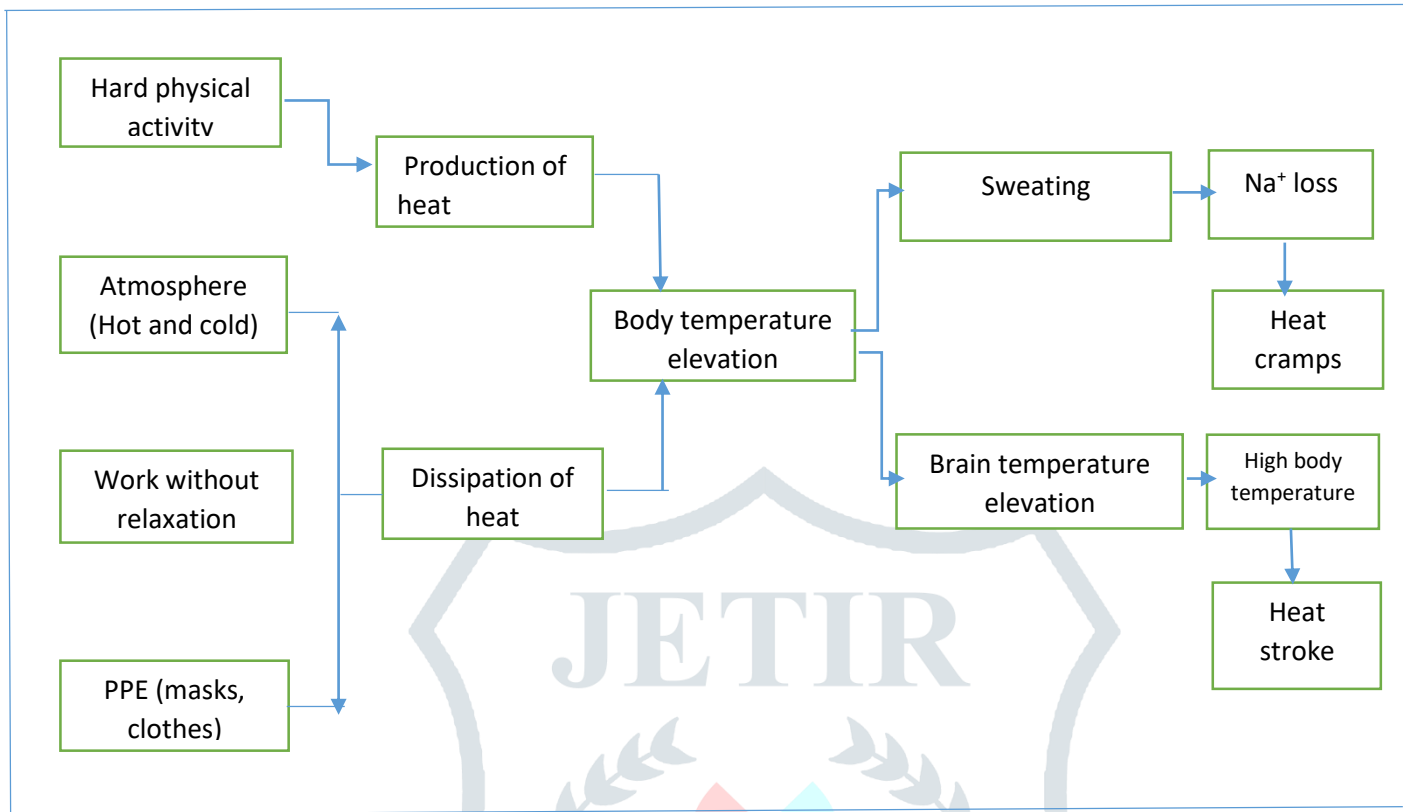 Hard physical
activity
Production of
heat
Sweating
Na⁺ loss
Atmosphere
(Hot and cold)
Body temperature
elevation
Heat
cramps
Work without
relaxation
Dissipation of
heat
Brain temperature
elevation
High body
temperature
JETIR
Heat
stroke
PPE (masks,
clothes)